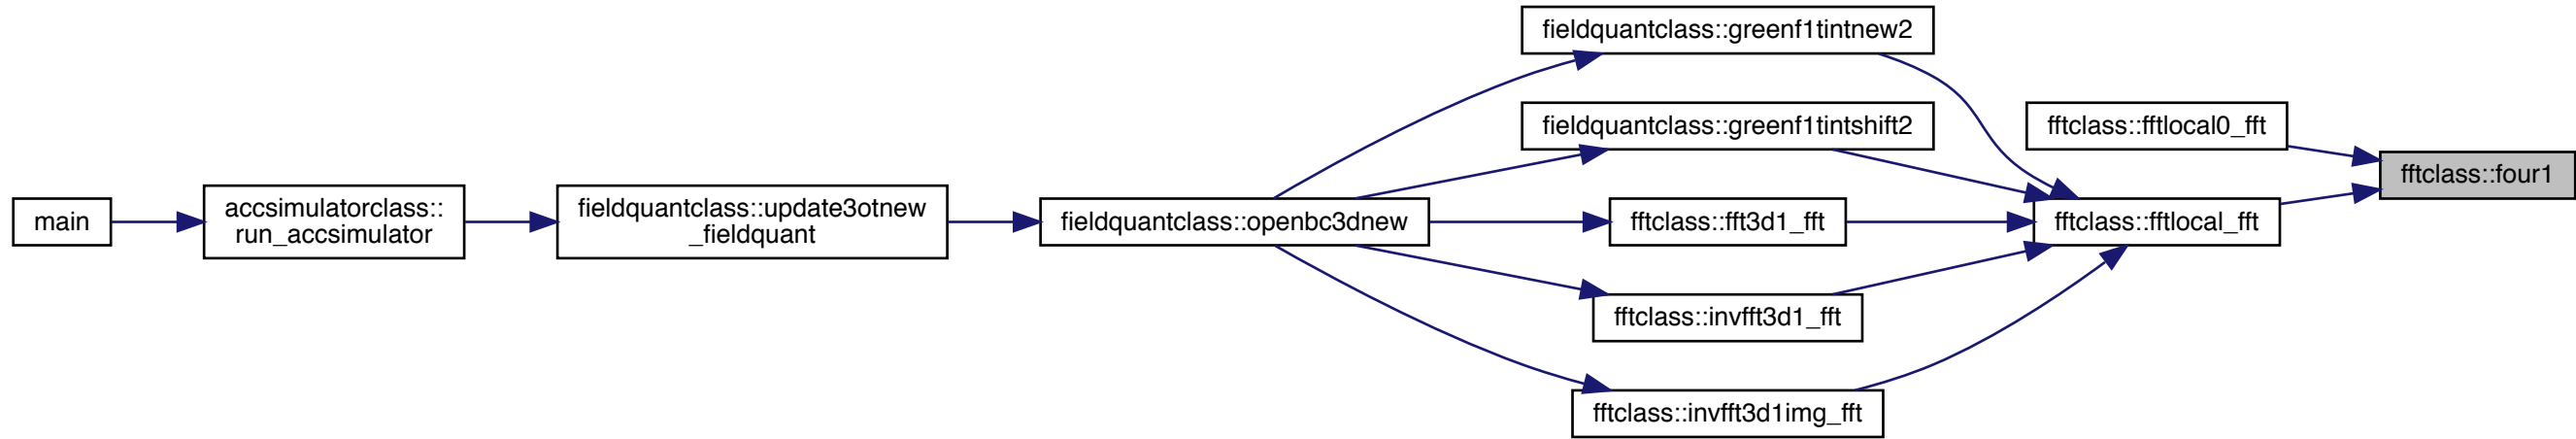 main
accsimulatorclass::
run_accsimulator
fieldquantclass::update3otnew
_fieldquant
fieldquantclass::openbc3dnew
fieldquantclass::greenf1tintnew2
fieldquantclass::greenf1tintshift2
fftclass::fft3d1_fft
fftclass::invfft3d1_fft
fftclass::invfft3d1img_fft
fftclass::fftlocal0_fft
fftclass::fftlocal_fft
fftclass::four1